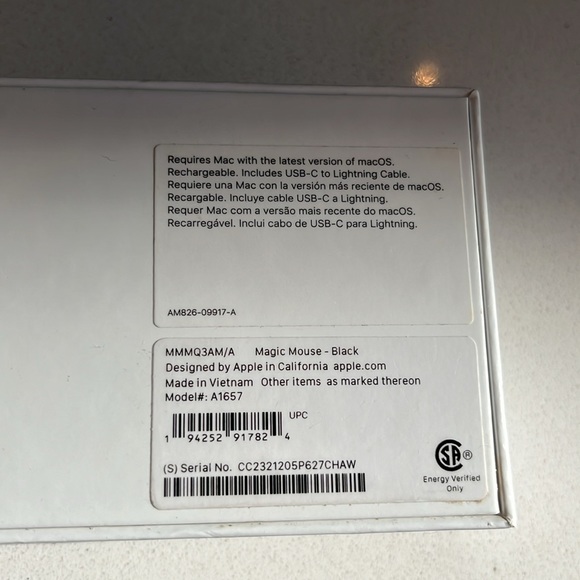 Requires Mac with the latest version of macOS.
Rechargeable. Includes USB-C to Lightning Cable.
Requiere una Mac con la versión más reciente de macOS.
Recargable. Incluye cable USB-C a Lightning.
Requer Mac com a versão mais recente do macOS.
Recarregável. Inclui cabo de USB-C para Lightning.
AM826-09917-A
MMMQ3AM/A Magic Mouse - Black
Designed by Apple in California apple.com
Made in Vietnam Other items as marked thereon
Model#: A1657
UPC
1 94252 91782 4
(S) Serial No. CC2321205P627CHAW
SA ®
Energy Verified
Only